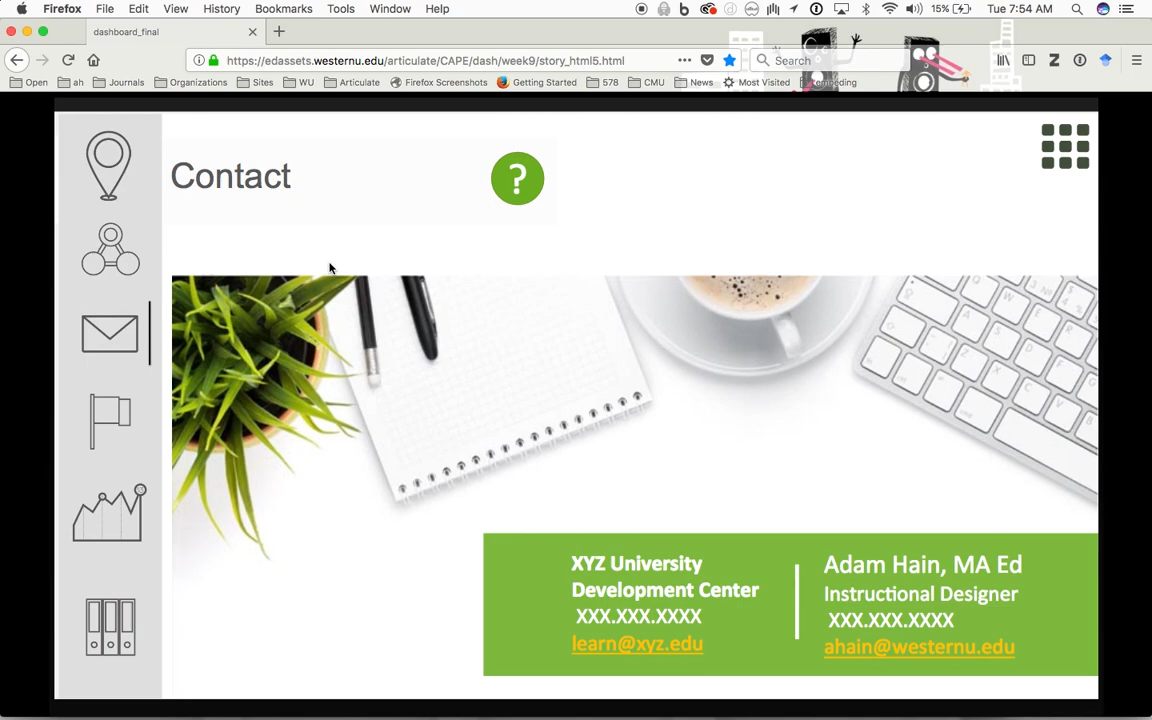 Firefox File Edit View History Bookmarks Tools Window Help 15% Tue 7:54 AM
dashboard_final
https://edassets.westernu.edu/articulate/CAPE/dash/week9/story_html5.html Search
Open ah Journals Organizations Sites WU Articulate Firefox Screenshots Getting Started 578 CMU News Most Visited embedding
Contact
?
XYZ University
Development Center
XXX.XXX.XXXX
learn@xyz.edu
Adam Hain, MA Ed
Instructional Designer
XXX.XXX.XXXX
ahain@westernu.edu